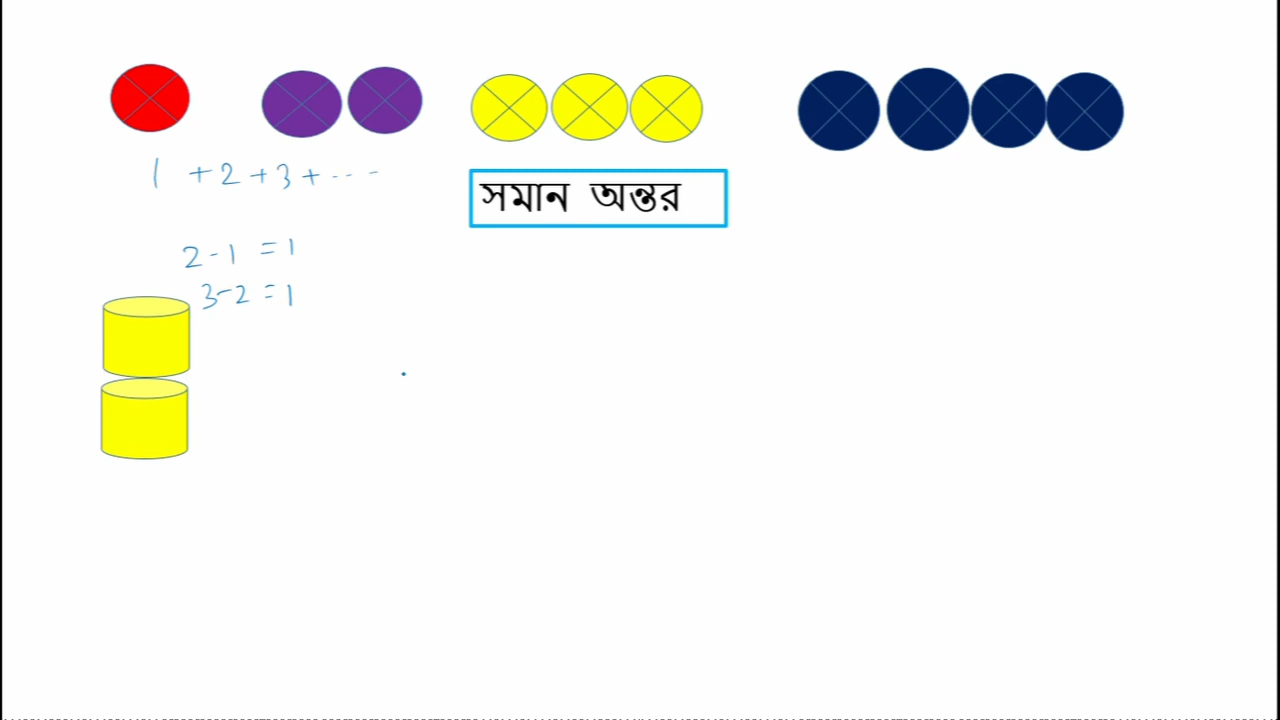 1 + 2 + 3 + ... -
সমান অন্তর
2 - 1 = 1
3 - 2 = 1